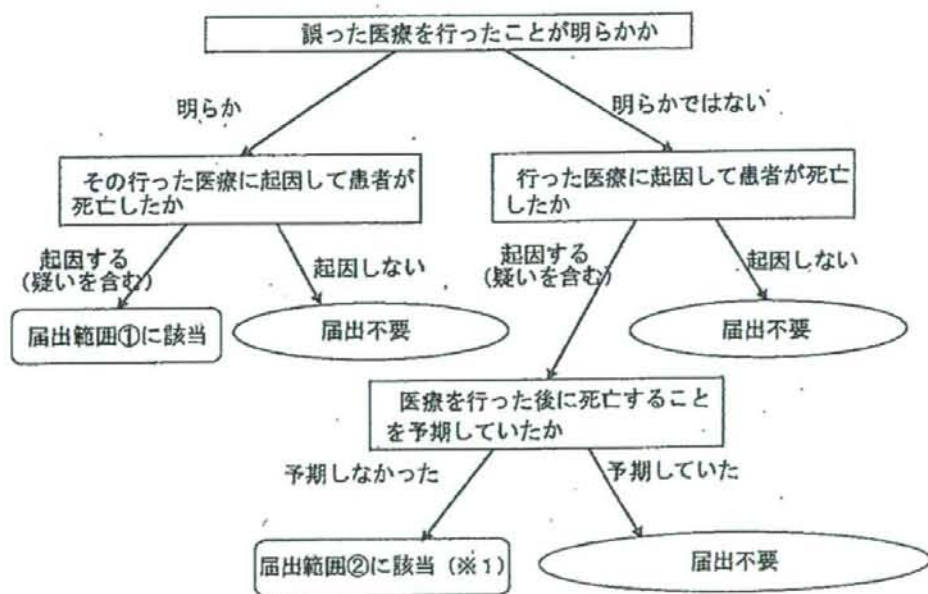 誤った医療を行ったことが明らかか
明らか
明らかではない
その行った医療に起因して患者が
死亡したか
行った医療に起因して患者が死亡
したか
起因する
(疑いを含む)
起因しない
起因する
(疑いを含む)
起因しない
届出範囲①に該当
届出不要
届出不要
医療を行った後に死亡すること
を予期していたか
予期しなかった
予期していた
届出範囲②に該当(※1)
届出不要